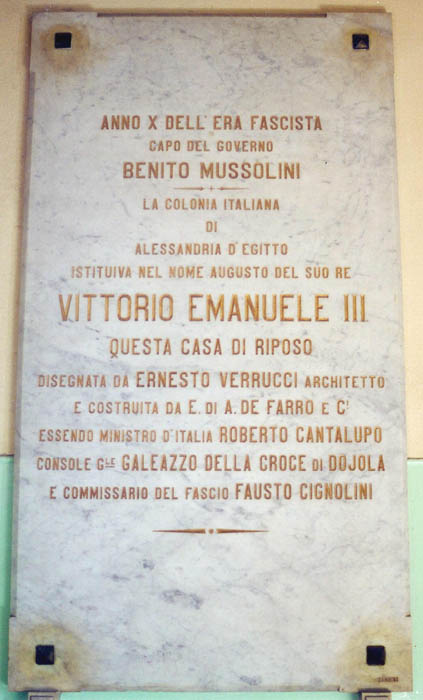 ANNO X DELL'ERA FASCISTA
CAPO DEL GOVERNO
BENITO MUSSOLINI
LA COLONIA ITALIANA
DI
ALESSANDRIA D'EGITTO
ISTITUIVA NEL NOME AUGUSTO DEL SUO RE
VITTORIO EMANUELE III
QUESTA CASA DI RIPOSO
DISEGNATA DA ERNESTO VERRUCCI ARCHITETTO
E COSTRUITA DA E. DI A. DE FARRO E Cⁱ
ESSENDO MINISTRO D'ITALIA ROBERTO CANTALUPO
CONSOLE Gᴸᴱ GALEAZZO DELLA CROCE DI DOJOLA
E COMMISSARIO DEL FASCIO FAUSTO CIGNOLINI